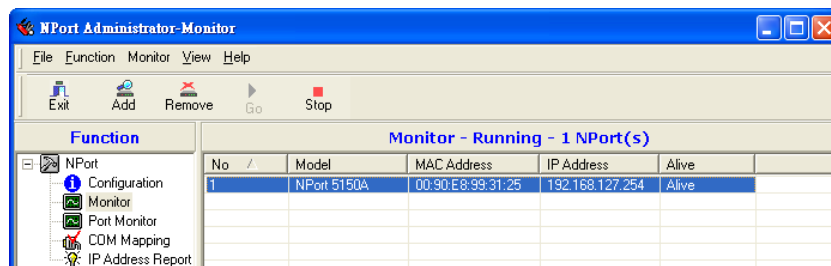 NPort Administrator-Monitor
File Function Monitor View Help
Exit Add Remove Go Stop
Function
Monitor - Running - 1 NPort(s)
NPort
Configuration
Monitor
Port Monitor
COM Mapping
IP Address Report
No Model MAC Address IP Address Alive
1 NPort 5150A 00:90:E8:99:31:25 192.168.127.254 Alive